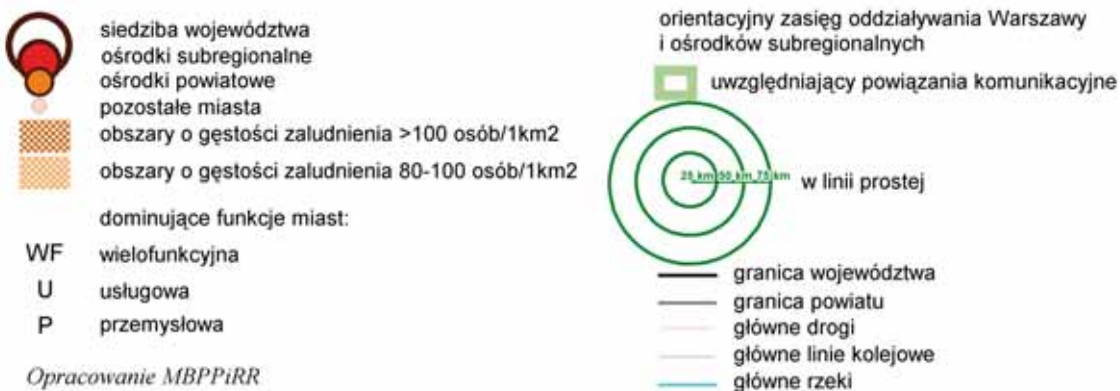 siedziba województwa
ośrodki subregionalne
ośrodki powiatowe
pozostałe miasta
obszary o gęstości zaludnienia >100 osób/1km2
obszary o gęstości zaludnienia 80-100 osób/1km2
dominujące funkcje miast:
WF wielofunkcyjna
U usługowa
P przemysłowa
Opracowanie MBPPiRR
orientacyjny zasięg oddziaływania Warszawy
i ośrodków subregionalnych
uwzględniający powiązania komunikacyjne
25 km 50 km 75 km
w linii prostej
granica województwa
granica powiatu
główne drogi
główne linie kolejowe
główne rzeki